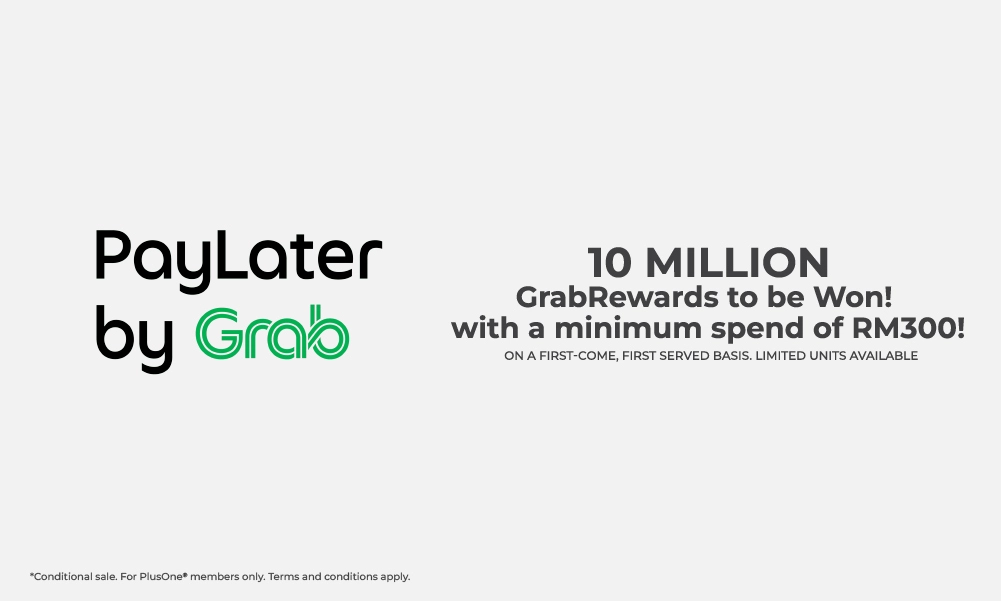 PayLater
by Grab
10 MILLION
GrabRewards to be Won!
with a minimum spend of RM300!
ON A FIRST-COME, FIRST SERVED BASIS. LIMITED UNITS AVAILABLE
*Conditional sale. For PlusOne® members only. Terms and conditions apply.